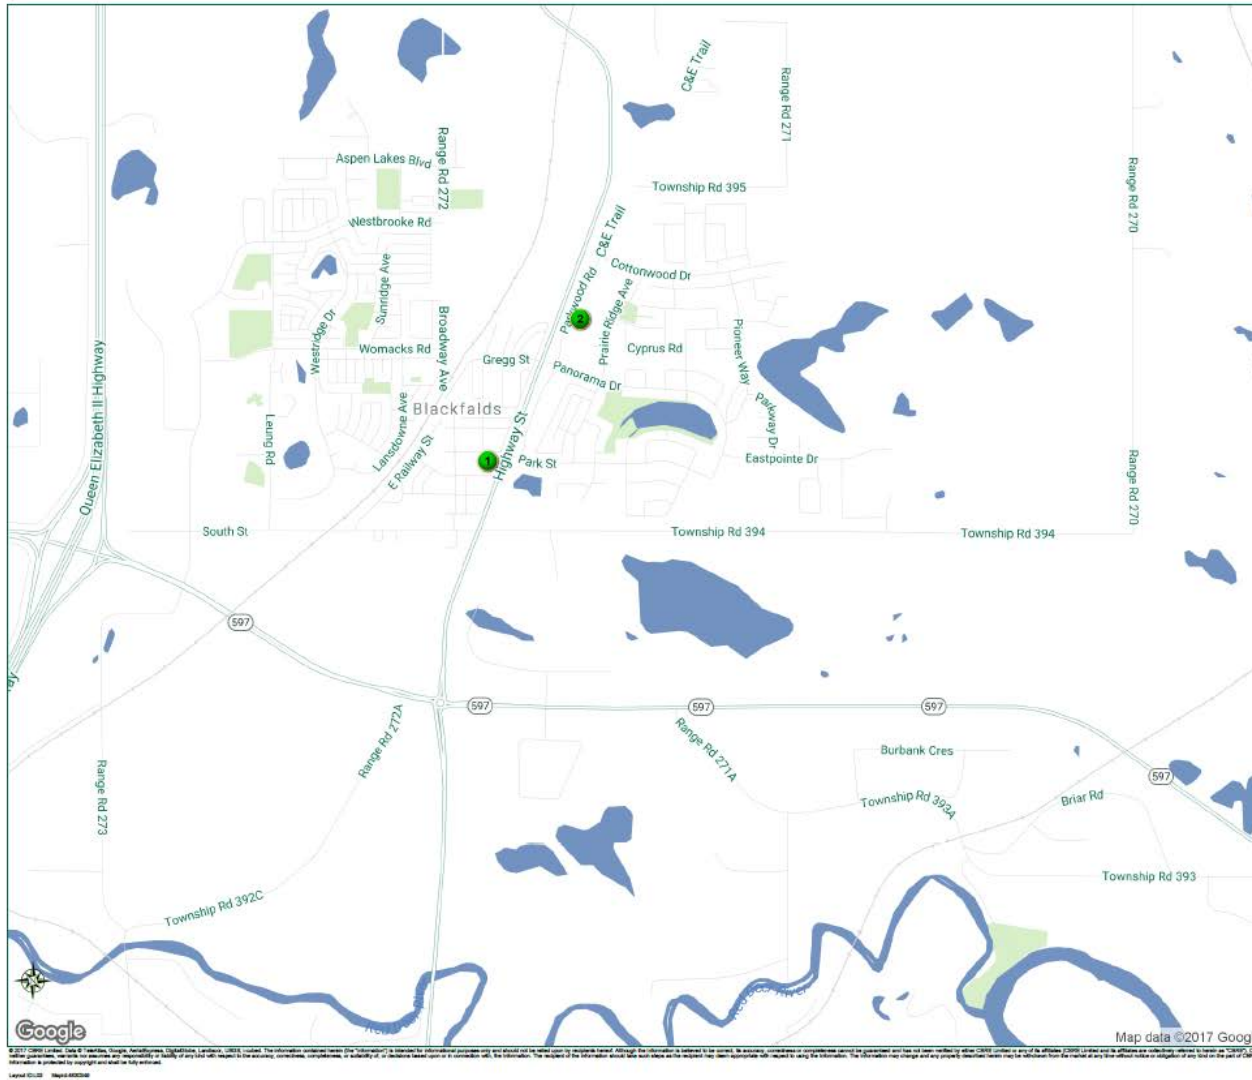 C&E Trail
Range Rd 271
Range Rd 272
Aspen Lakes Blvd
Range Rd 270
Township Rd 395
Westbrooke Rd
C&E Trail
Cottonwood Dr
Sunridge Ave
Prairie Ridge Ave
2
Westridge Dr
Broadway Ave
Pioneer Way
Queen Elizabeth II Highway
Womacks Rd
Gregg St
Cyprus Rd
Panorama Dr
Blackfalds
Lansdowne Ave
Leung Rd
Highway St
Parkway Dr
E Railway St
1
Park St
Eastpointe Dr
Range Rd 270
South St
Township Rd 394
Township Rd 394
597
597
597
597
Range Rd 272A
Range Rd 271A
Burbank Cres
597
Range Rd 273
Township Rd 393A
Briar Rd
Township Rd 393
Township Rd 392C
Google
Map data ©2017 Goog